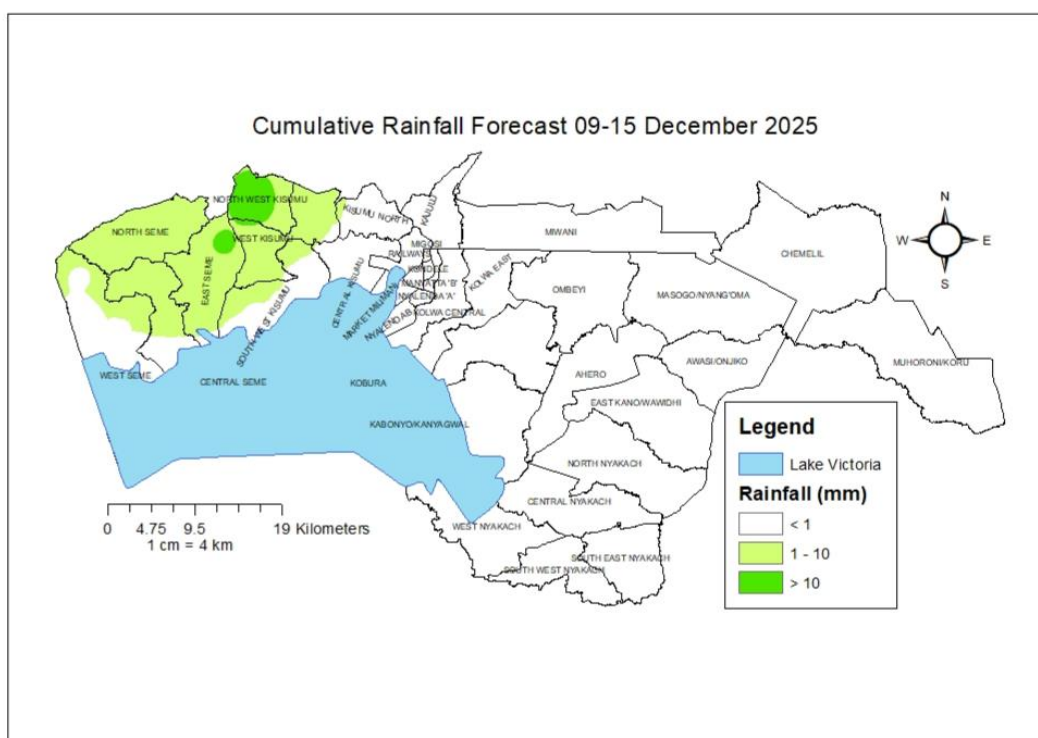 Cumulative Rainfall Forecast 09-15 December 2025
NORTH WEST KISUMU
KAJULU
KISUMU NORTH
NORTH SEME
WEST KISUMU
MIWANI
MIGOSI
RAILWAYS
CHEMELIL
KONDELE
EAST SEME
KOLWA EAST
MANYATTA 'B'
OMBEYI
NYALENDA 'A'
MASOGO/NYANG'OMA
CENTRAL KISUMU
MARKET MILIMANI
SOUTH WEST KISUMU
NYALENDA B
KOLWA CENTRAL
WEST SEME
CENTRAL SEME
KOBURA
AHERO
AWASI/ONJIKO
MUHORONI/KORU
EAST KANO/WAWIDHI
KABONYO/KANYAGWAL
NORTH NYAKACH
CENTRAL NYAKACH
WEST NYAKACH
SOUTH EAST NYAKACH
SOUTH WEST NYAKACH
N
W
E
S
0 4.75 9.5 19 Kilometers
1 cm = 4 km
Legend
Lake Victoria
Rainfall (mm)
< 1
1 - 10
> 10